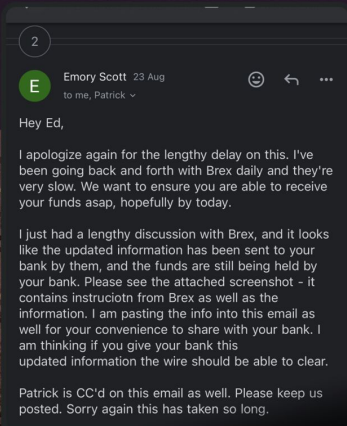 2
E
Emory Scott 23 Aug
to me, Patrick
Hey Ed,
I apologize again for the lengthy delay on this. I've
been going back and forth with Brex daily and they're
very slow. We want to ensure you are able to receive
your funds asap, hopefully by today.
I just had a lengthy discussion with Brex, and it looks
like the updated information has been sent to your
bank by them, and the funds are still being held by
your bank. Please see the attached screenshot - it
contains instruciotn from Brex as well as the
information. I am pasting the info into this email as
well for your convenience to share with your bank. I
am thinking if you give your bank this
updated information the wire should be able to clear.
Patrick is CC'd on this email as well. Please keep us
posted. Sorry again this has taken so long.